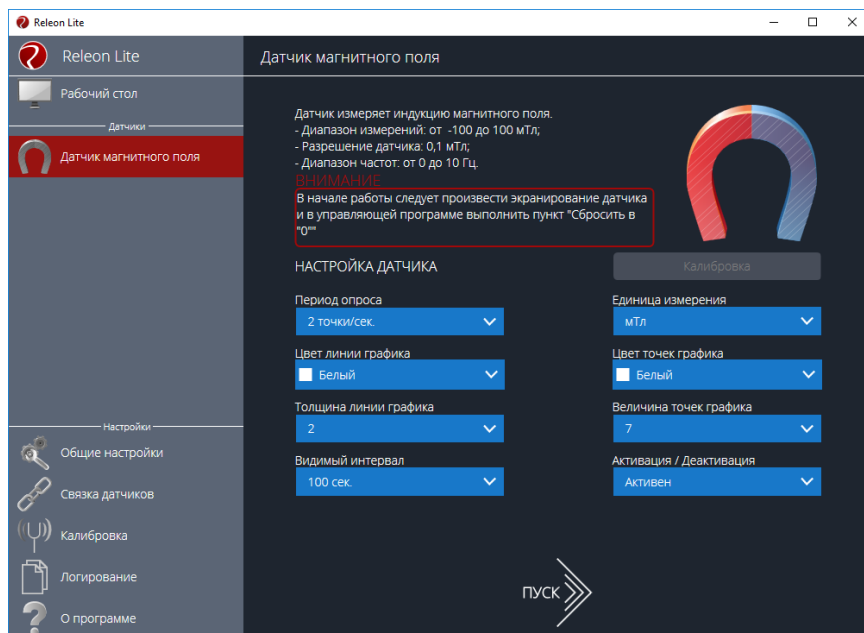 Releon Lite
Releon Lite
Датчик магнитного поля
Рабочий стол
Датчики
Датчик магнитного поля
Датчик измеряет индукцию магнитного поля.
- Диапазон измерений: от -100 до 100 мТл;
- Разрешение датчика: 0,1 мТл;
- Диапазон частот: от 0 до 10 Гц.
ВНИМАНИЕ
В начале работы следует произвести экранирование датчика
и в управляющей программе выполнить пункт "Сбросить в
"0""
НАСТРОЙКА ДАТЧИКА
Калибровка
Период опроса
2 точки/сек.
Единица измерения
мТл
Цвет линии графика
Белый
Цвет точек графика
Белый
Толщина линии графика
2
Величина точек графика
7
Видимый интервал
100 сек.
Активация / Деактивация
Активен
Настройки
Общие настройки
Связка датчиков
Калибровка
Логирование
О программе
ПУСК